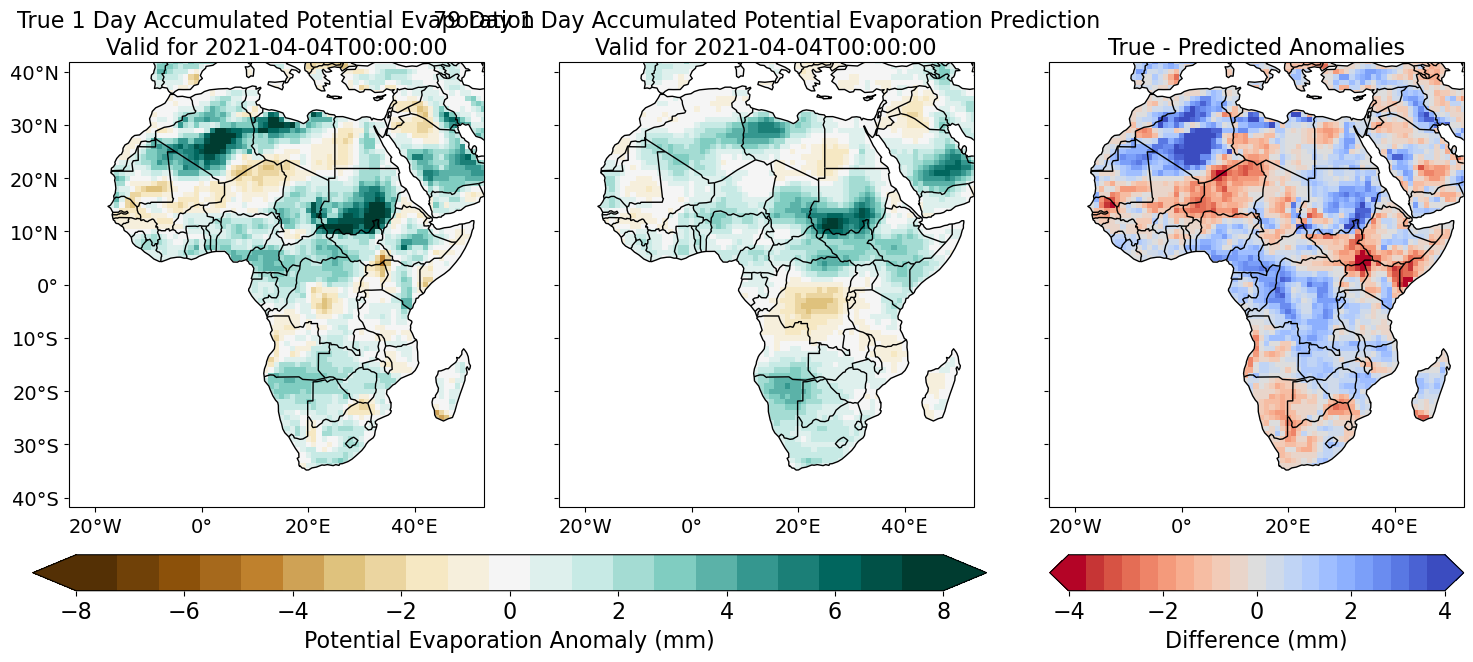 True 1 Day Accumulated Potential Evaporation
Valid for 2021-04-04T00:00:00
79 Day 1 Day Accumulated Potential Evaporation Prediction
Valid for 2021-04-04T00:00:00
True - Predicted Anomalies
40°N
30°N
20°N
10°N
0°
10°S
20°S
30°S
40°S
20°W 0° 20°E 40°E
20°W 0° 20°E 40°E
20°W 0° 20°E 40°E
−8 −6 −4 −2 0 2 4 6 8
Potential Evaporation Anomaly (mm)
−4 −2 0 2 4
Difference (mm)